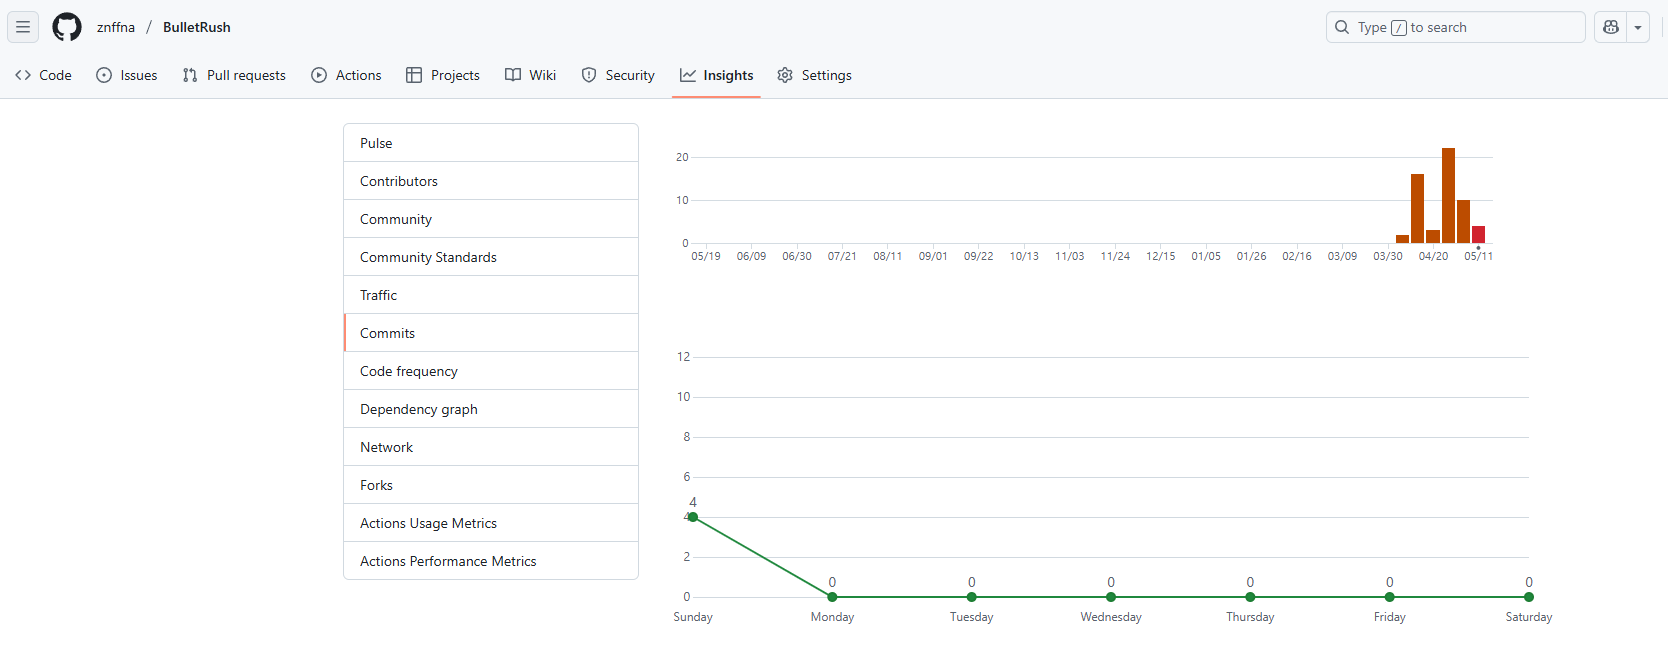 znffna / BulletRush
Type / to search
Code Issues Pull requests Actions Projects Wiki Security Insights Settings
Pulse
Contributors
Community
Community Standards
Traffic
Commits
Code frequency
Dependency graph
Network
Forks
Actions Usage Metrics
Actions Performance Metrics
20
10
0
05/19 06/09 06/30 07/21 08/11 09/01 09/22 10/13 11/03 11/24 12/15 01/05 01/26 02/16 03/09 03/30 04/20 05/11
12
10
8
6
4
4
2
0 0 0 0 0 0
0
Sunday Monday Tuesday Wednesday Thursday Friday Saturday